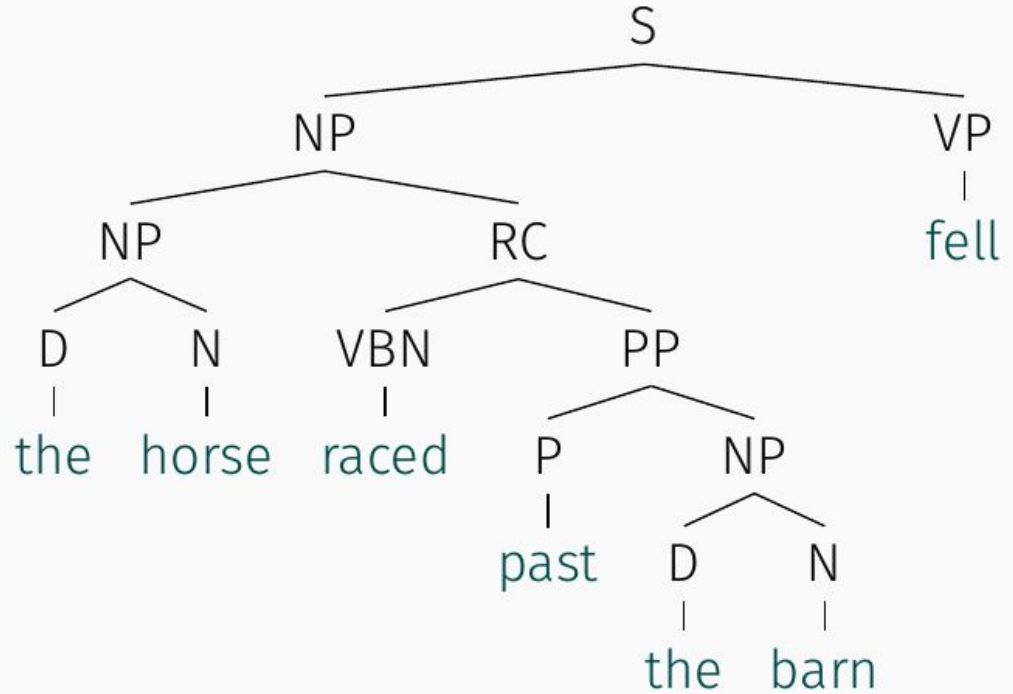 S
NP VP
NP RC fell
D N VBN PP
the horse raced P NP
past D N
the barn